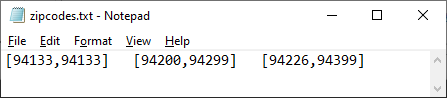 zipcodes.txt - Notepad
File Edit Format View Help
[94133,94133] [94200,94299] [94226,94399]